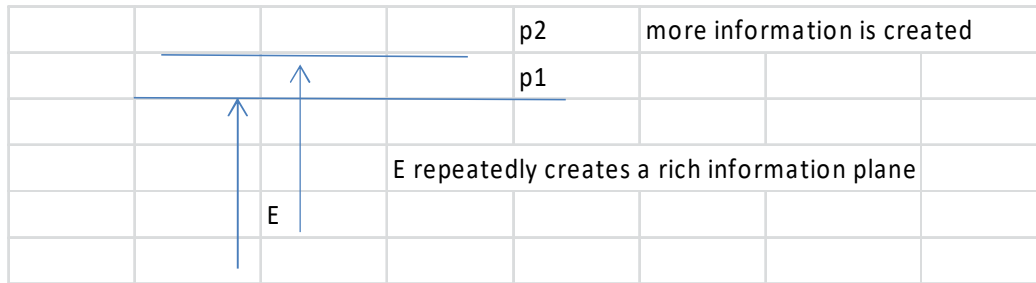 p2 more information is created
p1
E repeatedly creates a rich information plane
E